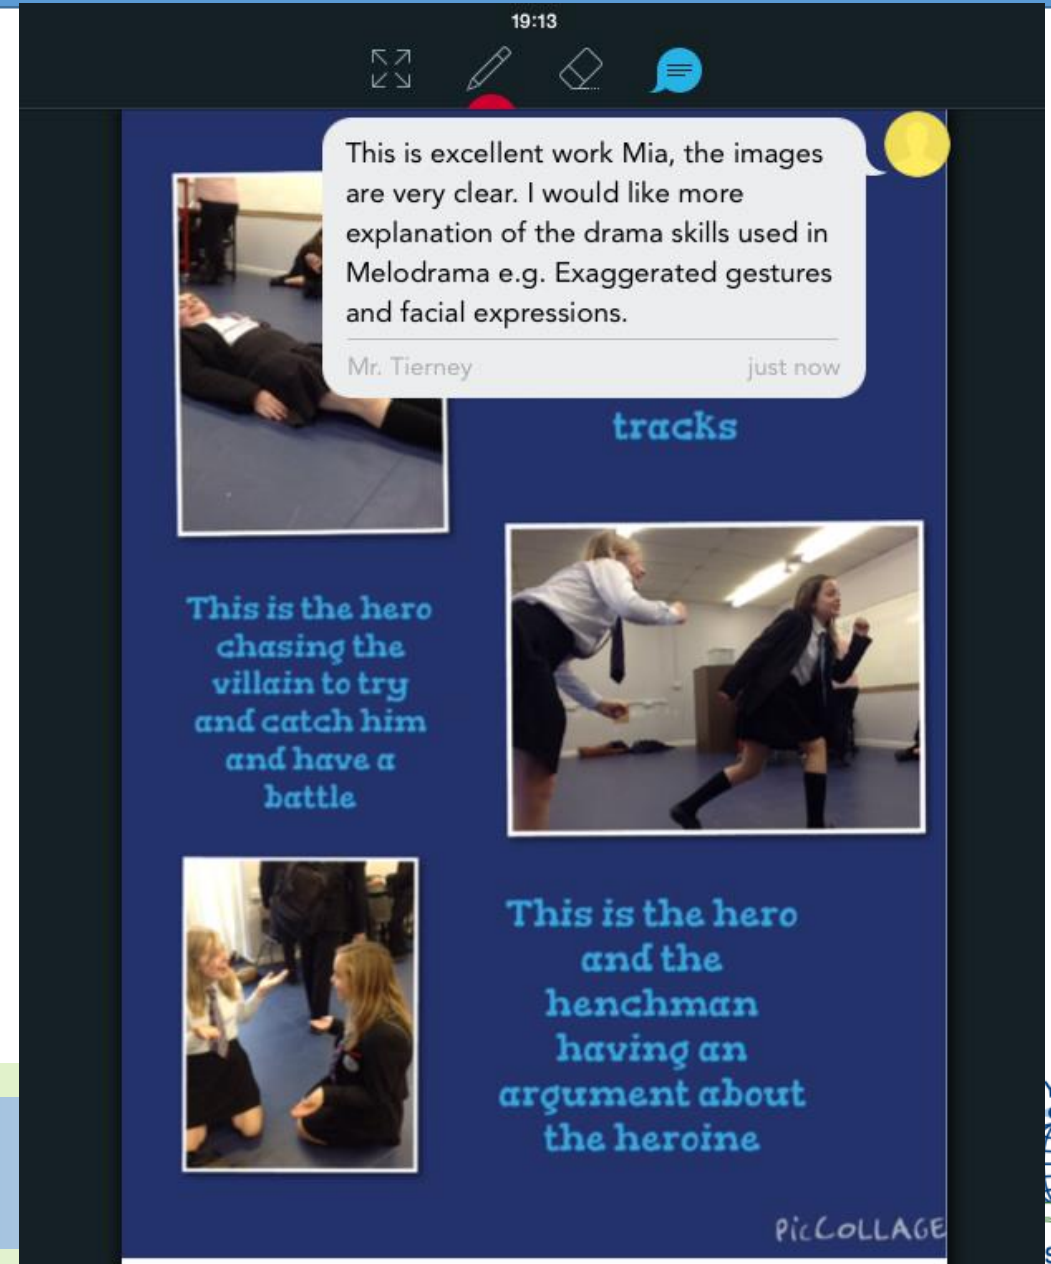 19:13
This is excellent work Mia, the images
are very clear. I would like more
explanation of the drama skills used in
Melodrama e.g. Exaggerated gestures
and facial expressions.
Mr. Tierney just now
tracks
This is the hero
chasing the
villain to try
and catch him
and have a
battle
This is the hero
and the
henchman
having an
argument about
the heroine
PicCOLLAGE